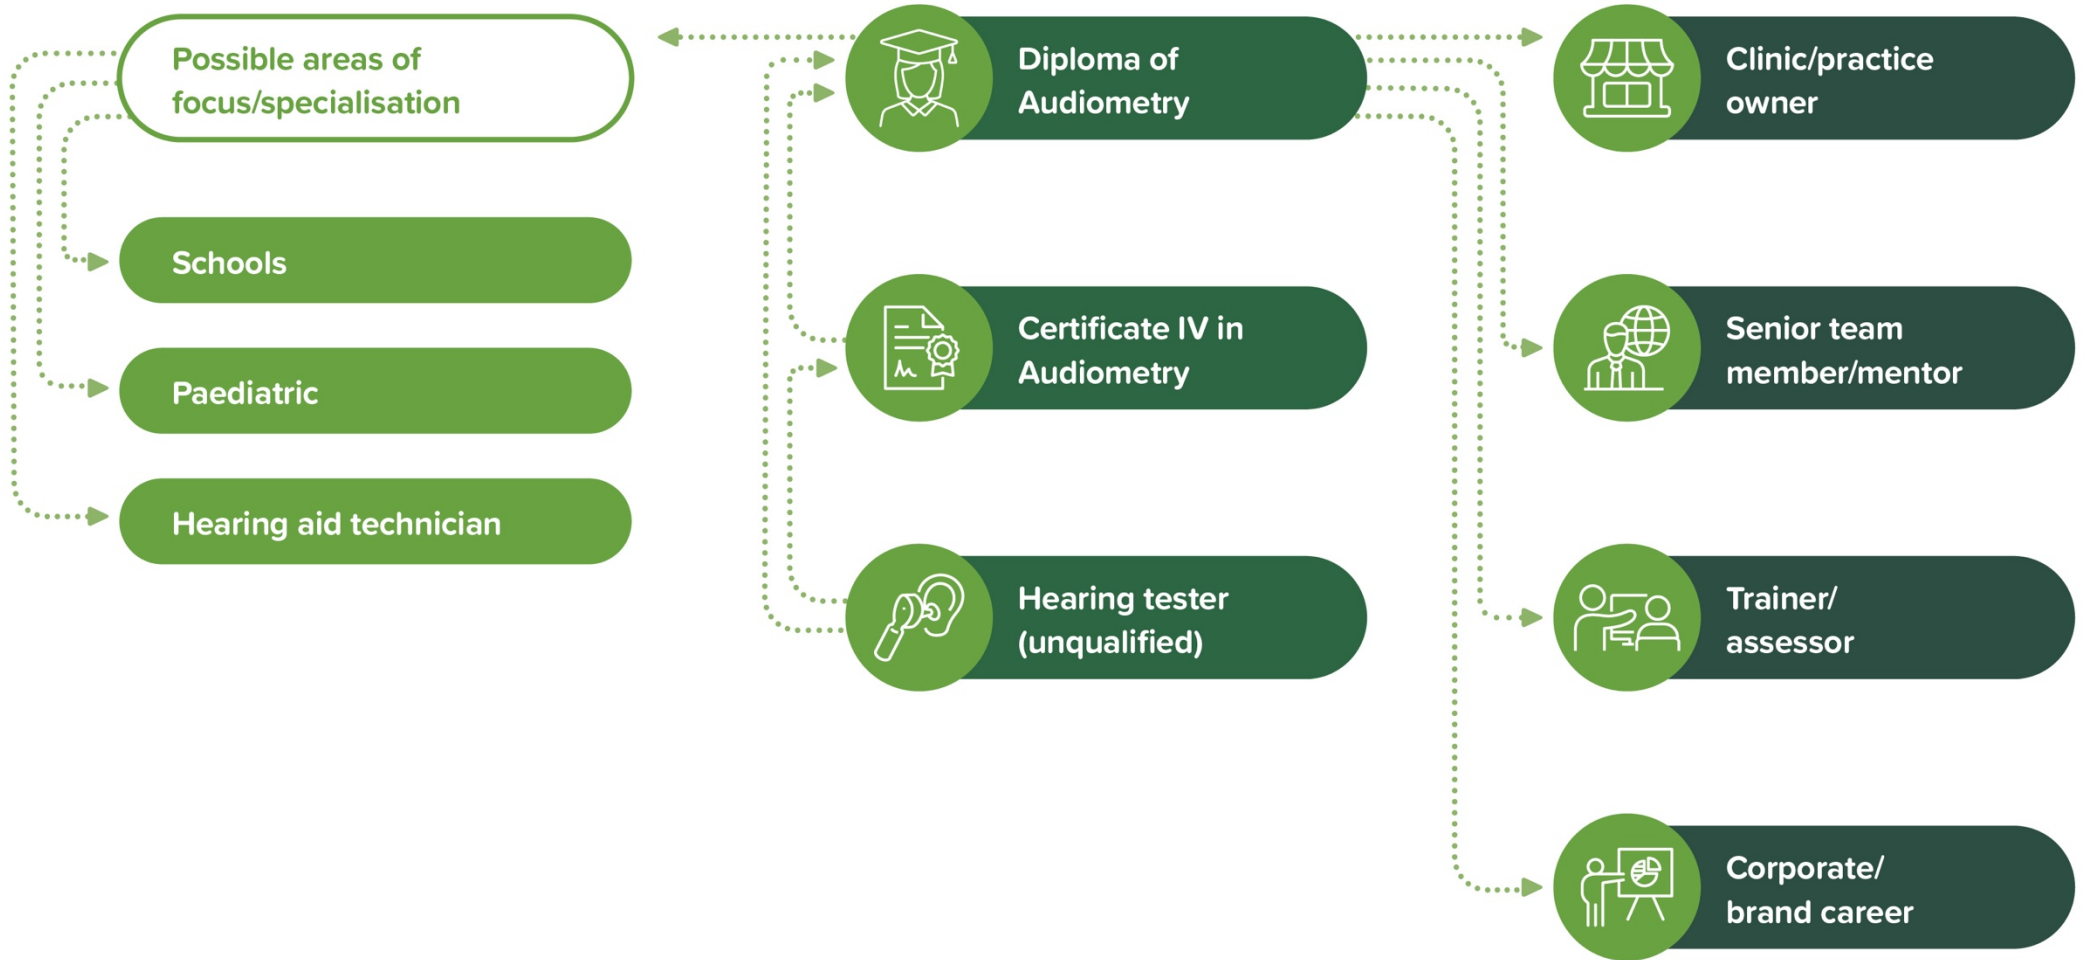 Possible areas of
focus/specialisation
Schools
Paediatric
Hearing aid technician
Diploma of
Audiometry
Certificate IV in
Audiometry
Hearing tester
(unqualified)
Clinic/practice
owner
Senior team
member/mentor
Trainer/
assessor
Corporate/
brand career